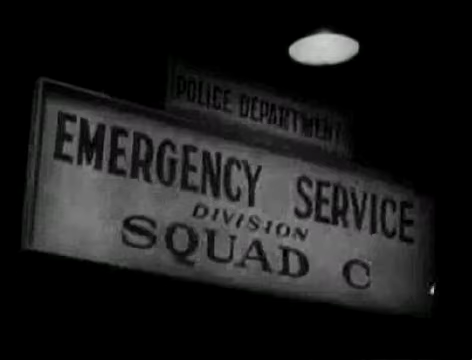 POLICE DEPARTMENT
EMERGENCY SERVICE
DIVISION
SQUAD C